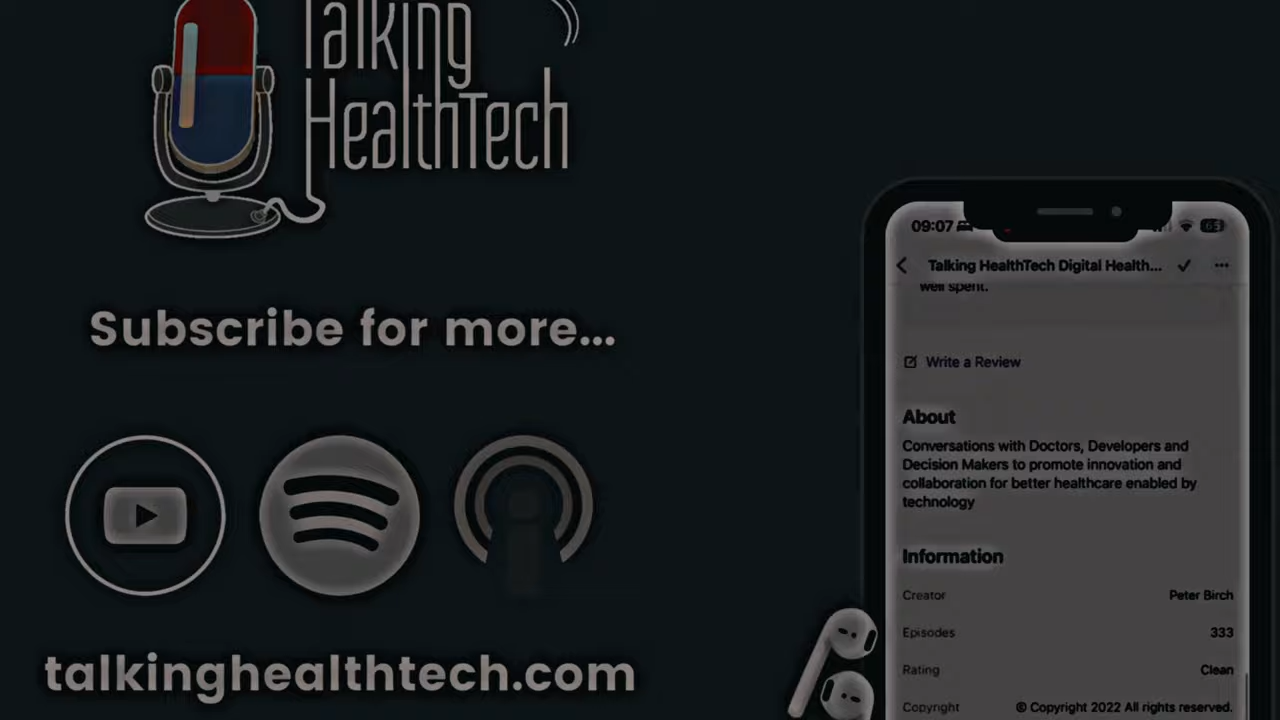 Talking
HealthTech
Subscribe for more...
talkinghealthtech.com
09:07
63
Talking HealthTech Digital Health...
well spent.
Write a Review
About
Conversations with Doctors, Developers and
Decision Makers to promote innovation and
collaboration for better healthcare enabled by
technology
Information
Creator Peter Birch
Episodes 333
Rating Clean
Copyright © Copyright 2022 All rights reserved.